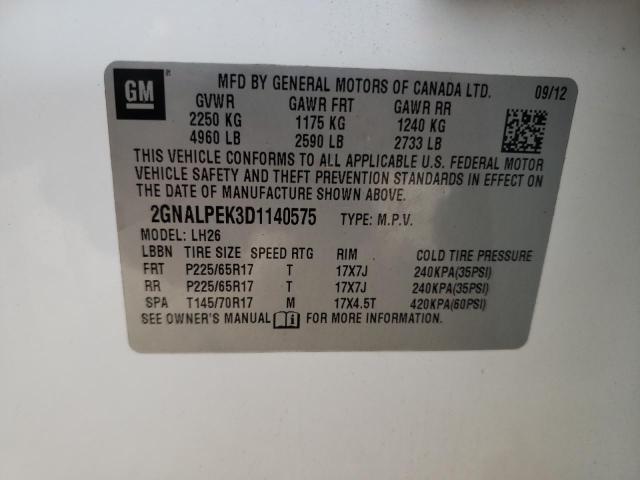 GM ®
MFD BY GENERAL MOTORS OF CANADA LTD. 09/12
GVWR GAWR FRT GAWR RR
2250 KG 1175 KG 1240 KG
4960 LB 2590 LB 2733 LB
THIS VEHICLE CONFORMS TO ALL APPLICABLE U.S. FEDERAL MOTOR
VEHICLE SAFETY AND THEFT PREVENTION STANDARDS IN EFFECT ON
THE DATE OF MANUFACTURE SHOWN ABOVE.
2GNALPEK3D1140575 TYPE: M.P.V.
MODEL: LH26
LBBN TIRE SIZE SPEED RTG RIM COLD TIRE PRESSURE
FRT P225/65R17 T 17X7J 240KPA(35PSI)
RR P225/65R17 T 17X7J 240KPA(35PSI)
SPA T145/70R17 M 17X4.5T 420KPA(60PSI)
SEE OWNER'S MANUAL FOR MORE INFORMATION.